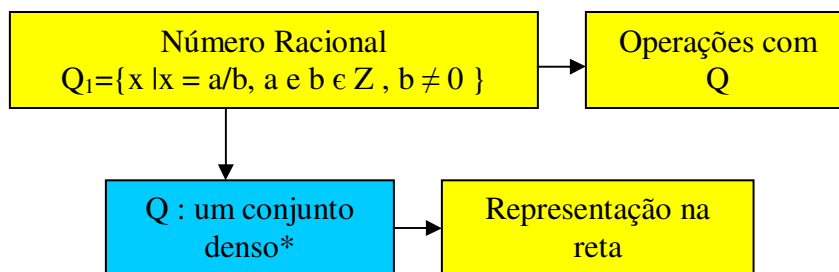 Número Racional
Q₁={x |x = a/b, a e b є Z , b ≠ 0 }
Operações com
Q
Q : um conjunto
denso*
Representação na
reta